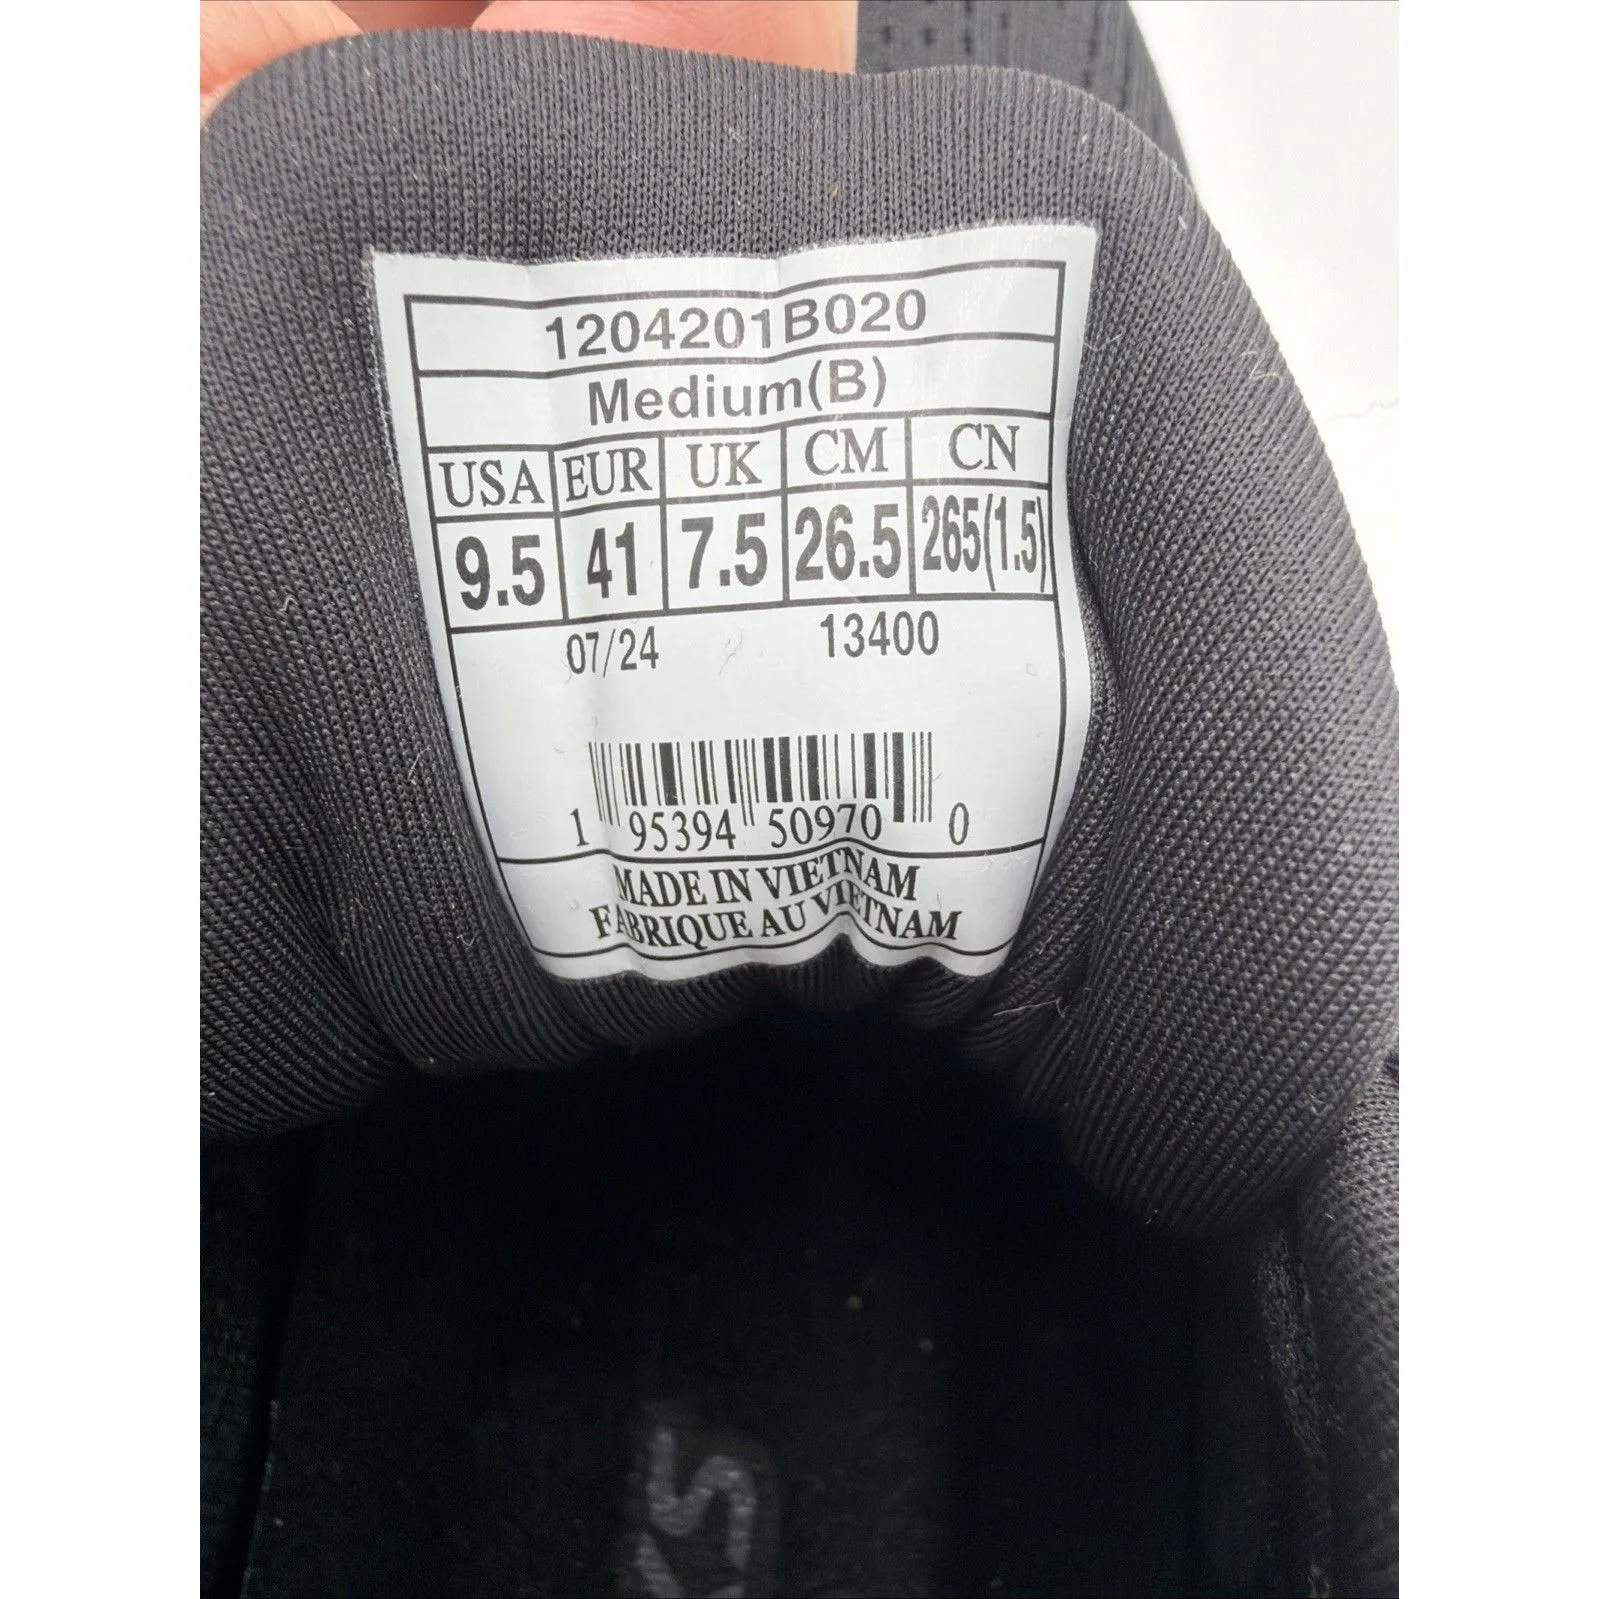 1204201B020
Medium(B)
USA EUR UK CM CN
9.5 41 7.5 26.5 265(1.5)
07/24 13400
1 95394 50970 0
MADE IN VIETNAM
FABRIQUE AU VIETNAM